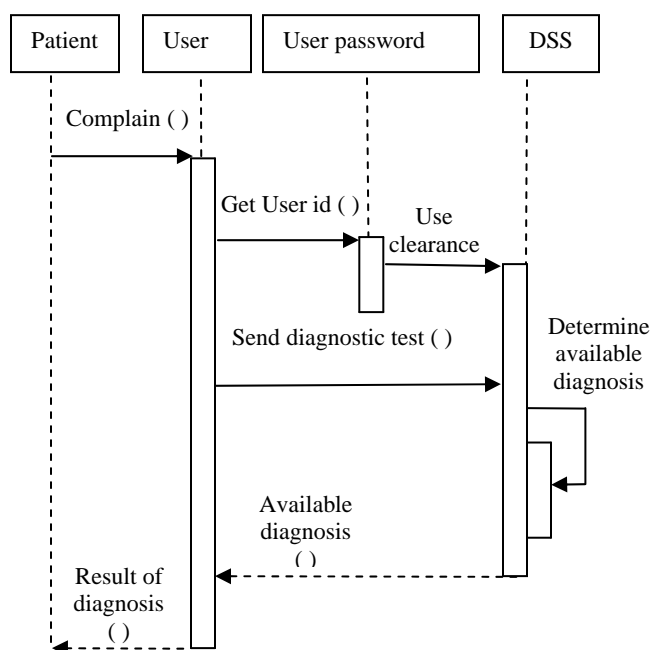 Patient
User
User password
DSS
Complain ( )
Get User id ( )
Use
clearance
Send diagnostic test ( )
Determine
available
diagnosis
Available
diagnosis
( )
Result of
diagnosis
( )